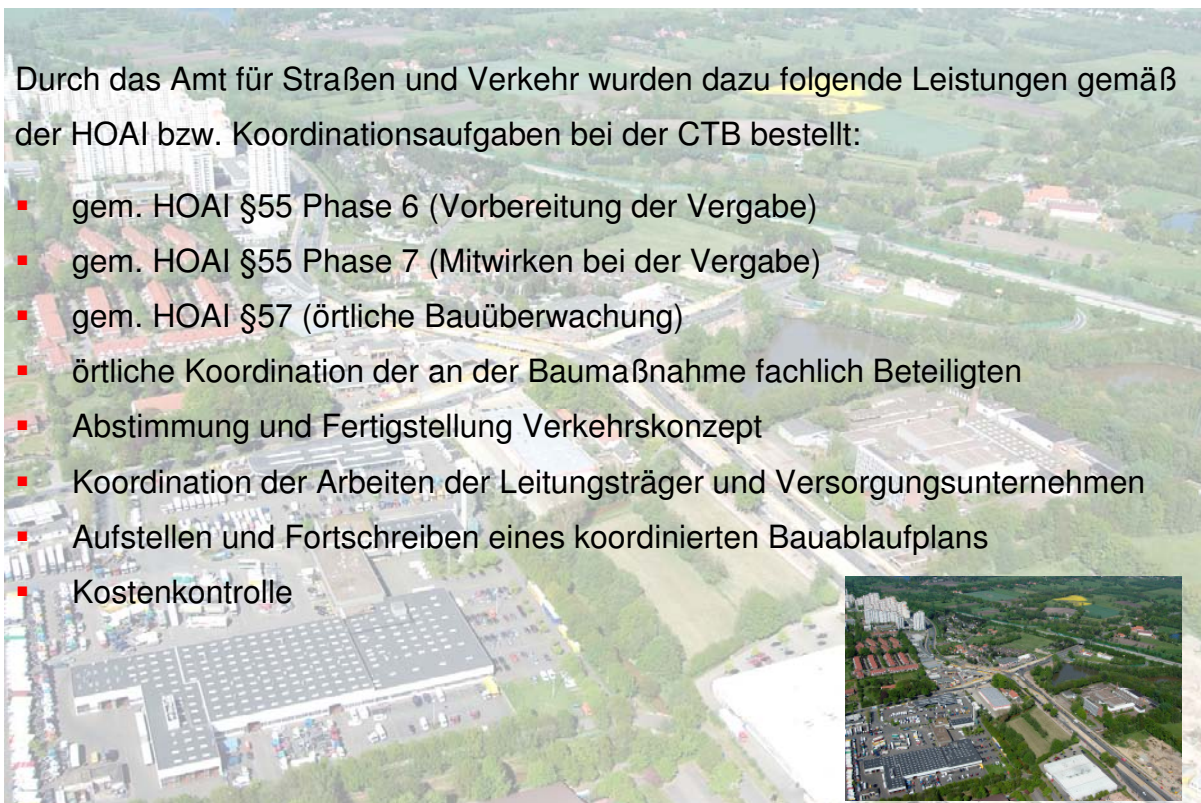 Durch das Amt für Straßen und Verkehr wurden dazu folgende Leistungen gemäß
der HOAI bzw. Koordinationsaufgaben bei der CTB bestellt:
▪ gem. HOAI §55 Phase 6 (Vorbereitung der Vergabe)
▪ gem. HOAI §55 Phase 7 (Mitwirken bei der Vergabe)
▪ gem. HOAI §57 (örtliche Bauüberwachung)
▪ örtliche Koordination der an der Baumaßnahme fachlich Beteiligten
▪ Abstimmung und Fertigstellung Verkehrskonzept
▪ Koordination der Arbeiten der Leitungsträger und Versorgungsunternehmen
▪ Aufstellen und Fortschreiben eines koordinierten Bauablaufplans
▪ Kostenkontrolle